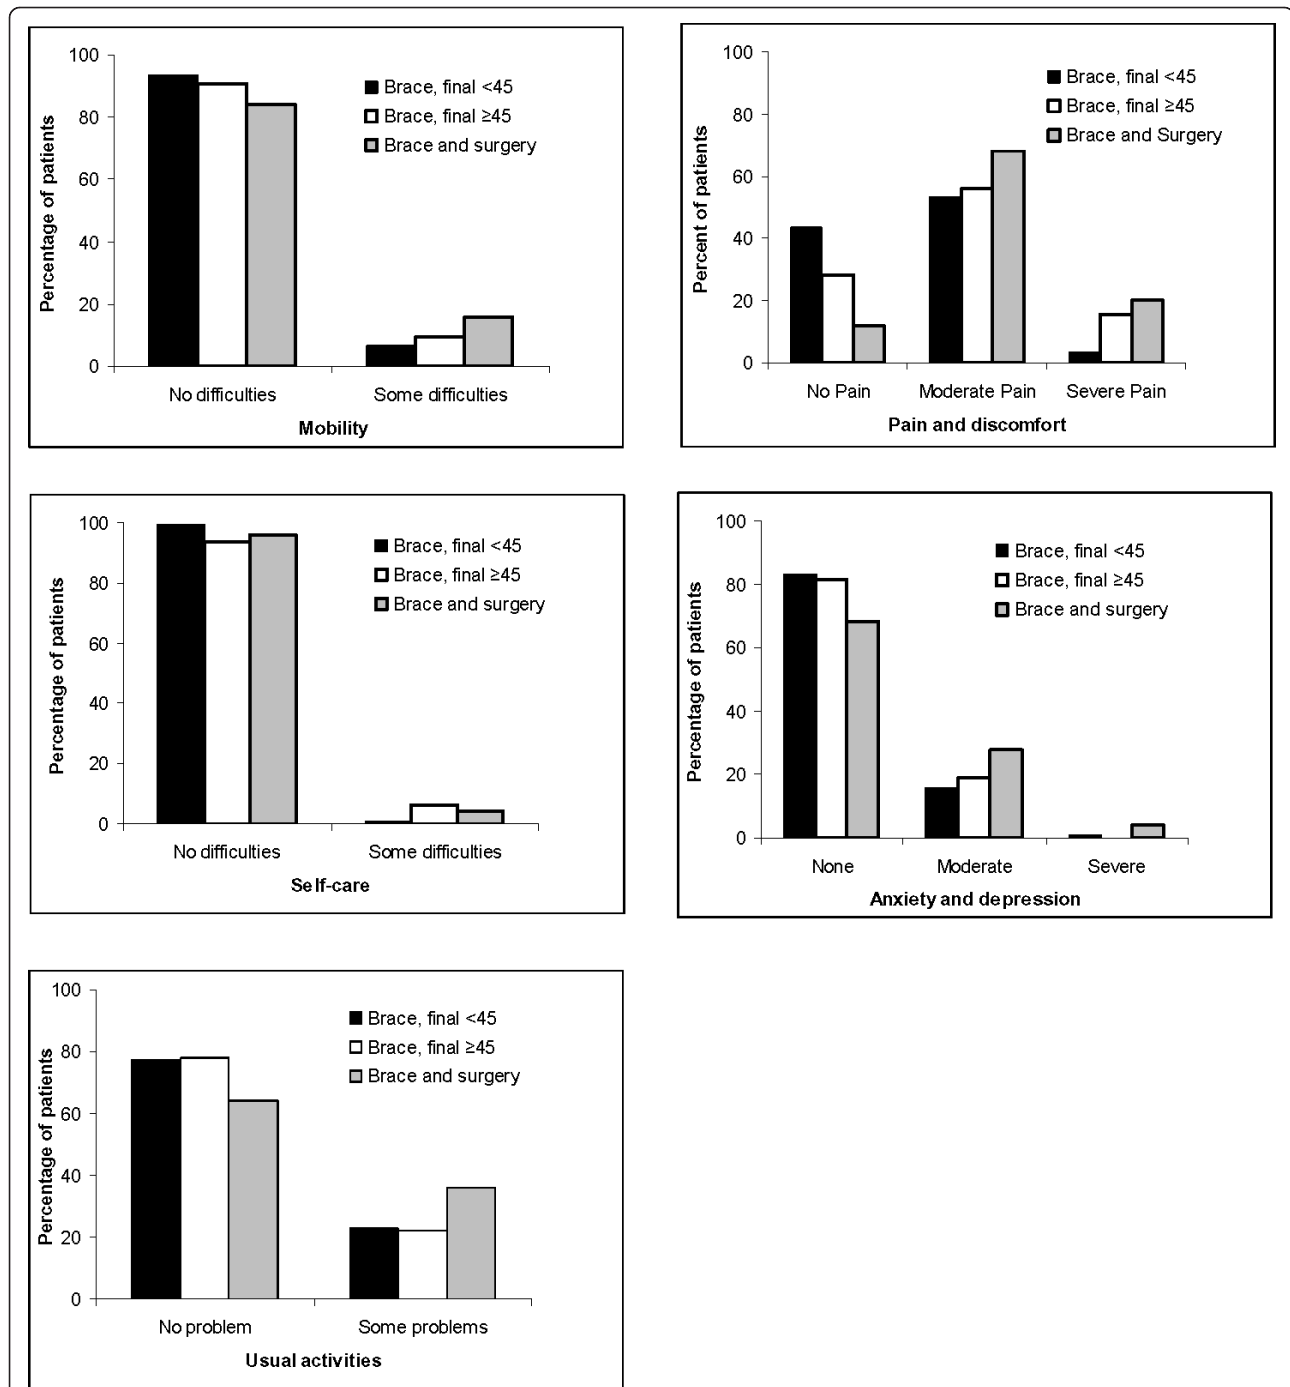 100
80
60
40
20
0
Percentage of patients
Brace, final <45
Brace, final ≥45
Brace and surgery
No difficulties Some difficulties
Mobility
100
80
60
40
20
0
Percent of patients
Brace, final <45
Brace, final ≥45
Brace and Surgery
No Pain Moderate Pain Severe Pain
Pain and discomfort
100
80
60
40
20
0
Percentage of patients
Brace, final <45
Brace, final ≥45
Brace and surgery
No difficulties Some difficulties
Self-care
100
80
60
40
20
0
Percentage of patients
Brace, final <45
Brace, final ≥45
Brace and surgery
None Moderate Severe
Anxiety and depression
100
80
60
40
20
0
Percentage of patients
Brace, final <45
Brace, final ≥45
Brace and surgery
No problem Some problems
Usual activities